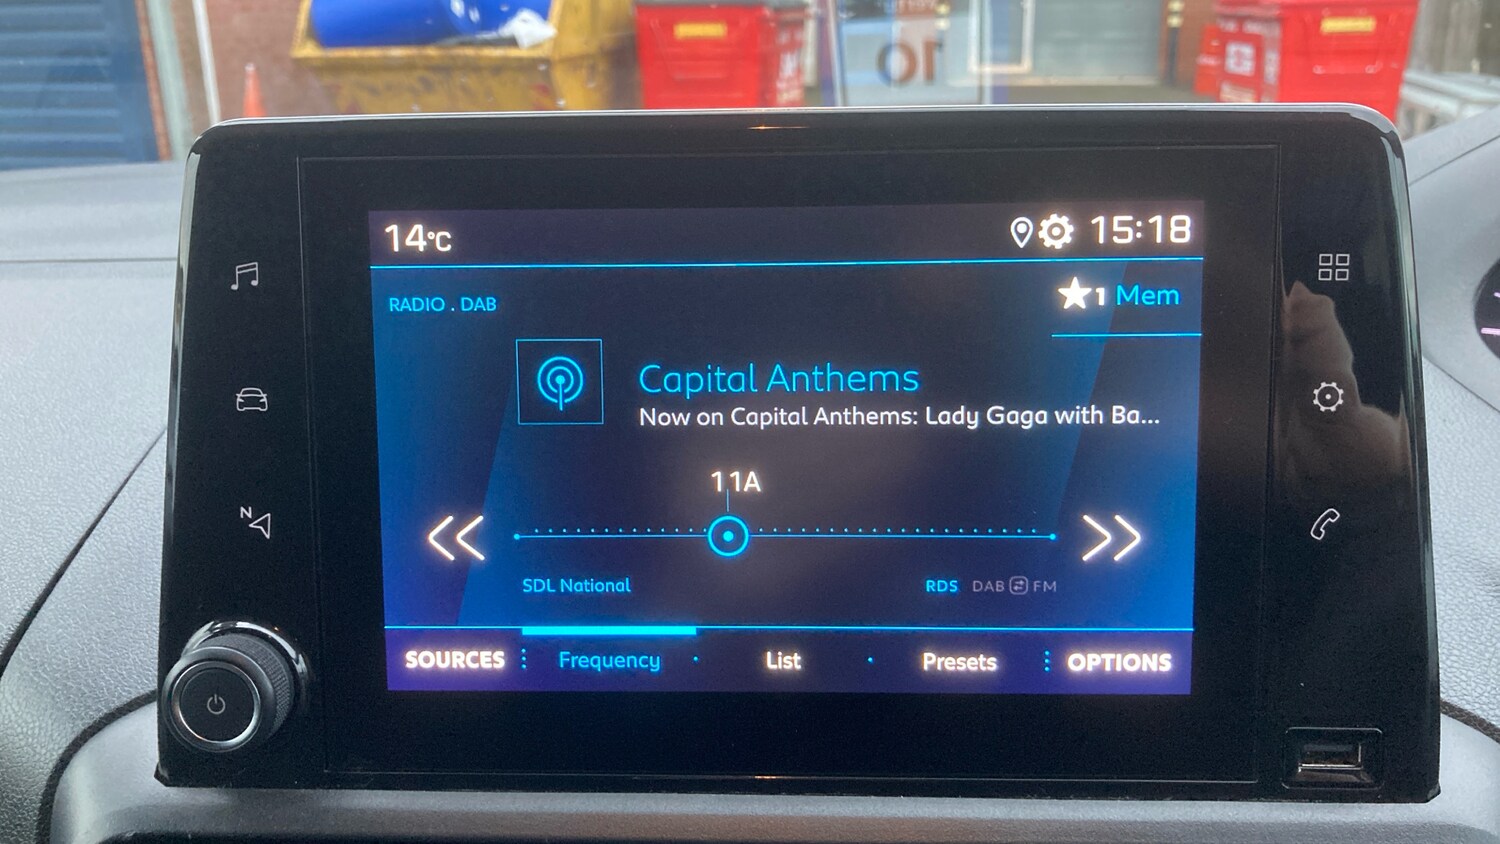 10
14°C
15:18
RADIO . DAB
1 Mem
Capital Anthems
Now on Capital Anthems: Lady Gaga with Ba...
11A
SDL National
RDS DAB FM
SOURCES Frequency List Presets OPTIONS
N